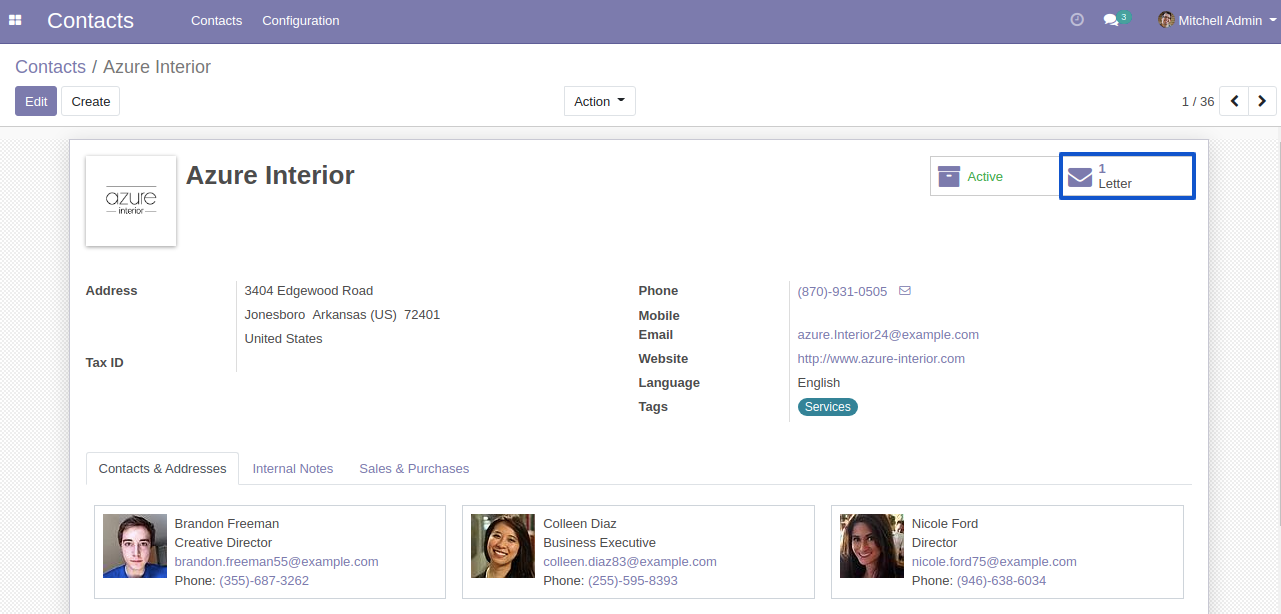 Contacts Contacts Configuration 3 Mitchell Admin
Contacts / Azure Interior
Edit Create Action 1 / 36
azure
interior
Azure Interior
Active
1
Letter
Address 3404 Edgewood Road
Jonesboro Arkansas (US) 72401
United States
Tax ID
Phone (870)-931-0505
Mobile
Email azure.Interior24@example.com
Website http://www.azure-interior.com
Language English
Tags Services
Contacts & Addresses Internal Notes Sales & Purchases
Brandon Freeman
Creative Director
brandon.freeman55@example.com
Phone: (355)-687-3262
Colleen Diaz
Business Executive
colleen.diaz83@example.com
Phone: (255)-595-8393
Nicole Ford
Director
nicole.ford75@example.com
Phone: (946)-638-6034